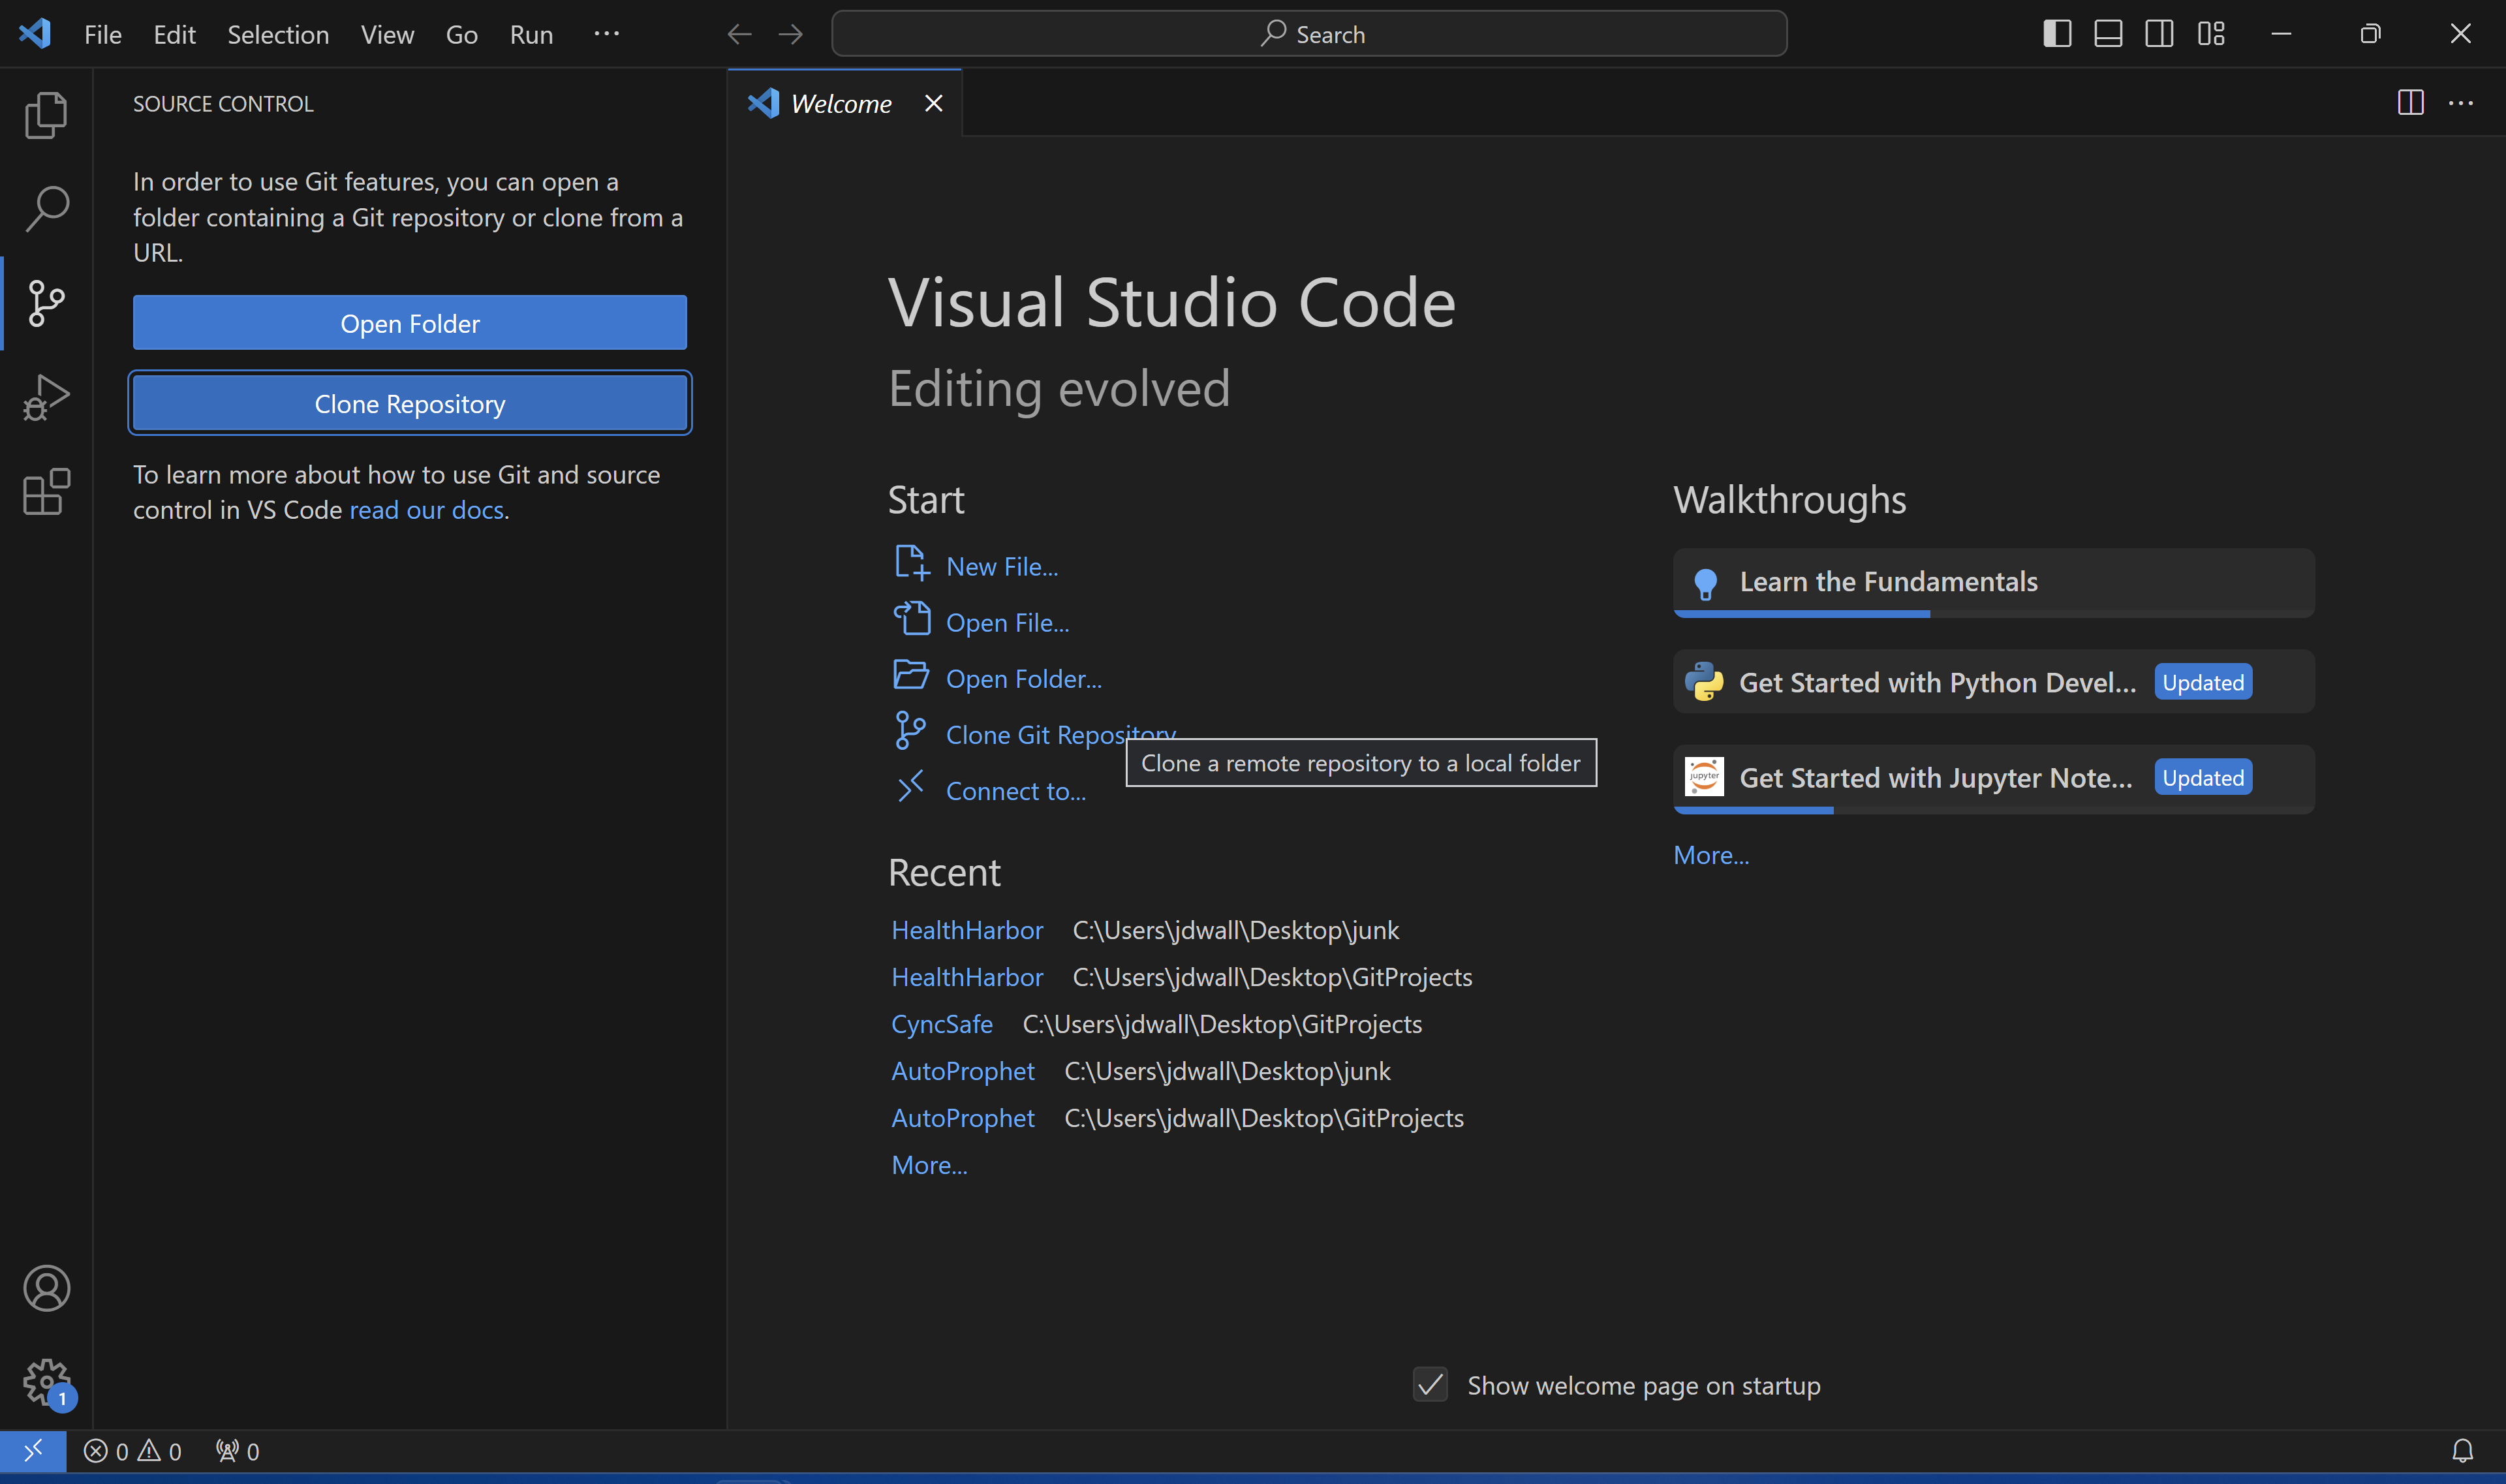 File Edit Selection View Go Run ···
Search
SOURCE CONTROL
In order to use Git features, you can open a
folder containing a Git repository or clone from a
URL.
Open Folder
Clone Repository
To learn more about how to use Git and source
control in VS Code read our docs.
Welcome
Visual Studio Code
Editing evolved
Start
New File...
Open File...
Open Folder...
Clone Git Repository
Clone a remote repository to a local folder
Connect to...
Recent
HealthHarbor C:\Users\jdwall\Desktop\junk
HealthHarbor C:\Users\jdwall\Desktop\GitProjects
CyncSafe C:\Users\jdwall\Desktop\GitProjects
AutoProphet C:\Users\jdwall\Desktop\junk
AutoProphet C:\Users\jdwall\Desktop\GitProjects
More...
Walkthroughs
Learn the Fundamentals
Get Started with Python Devel... Updated
jupyter
Get Started with Jupyter Note... Updated
More...
Show welcome page on startup
1
0 0 0